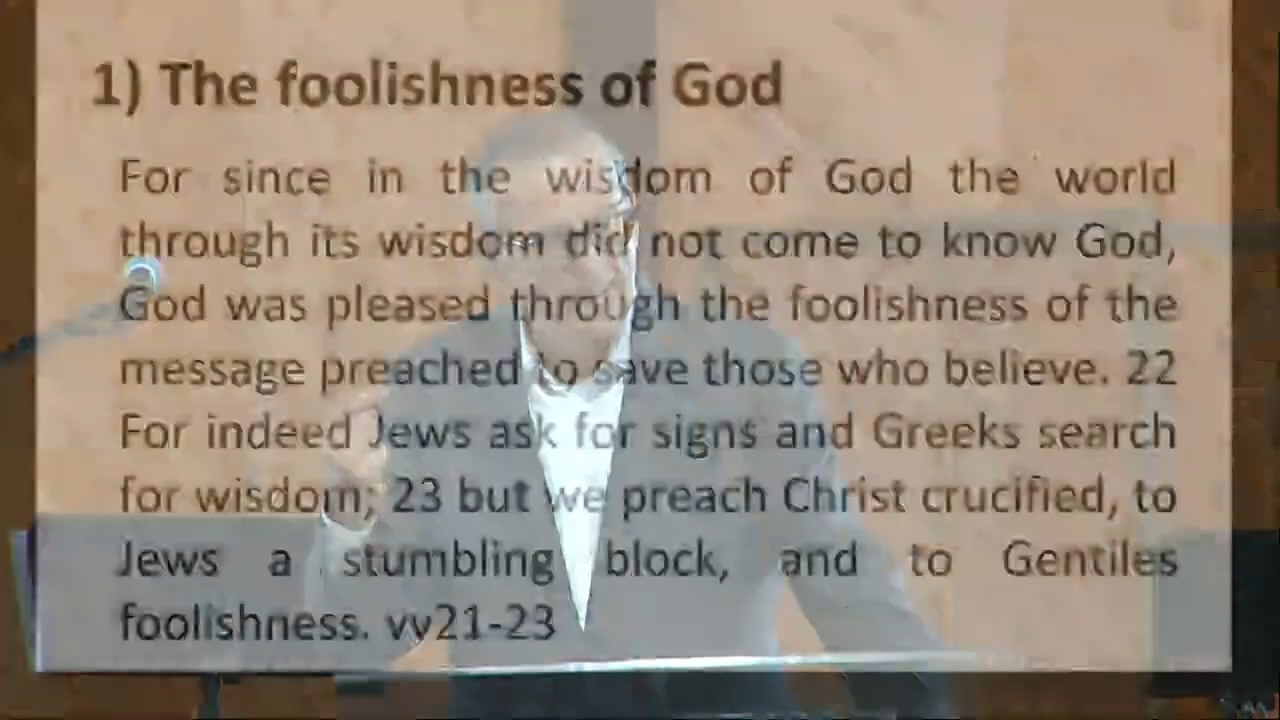 1) The foolishness of God
For since in the wisdom of God the world
through its wisdom did not come to know God,
God was pleased through the foolishness of the
message preached to save those who believe. 22
For indeed Jews ask for signs and Greeks search
for wisdom; 23 but we preach Christ crucified, to
Jews a stumbling block, and to Gentiles
foolishness. vv21-23